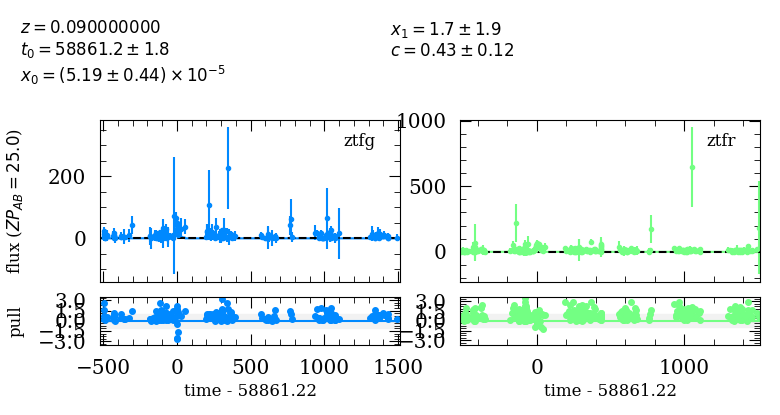 z = 0.090000000
t₀ = 58861.2 ± 1.8
x₀ = (5.19 ± 0.44) × 10⁻⁵
x₁ = 1.7 ± 1.9
c = 0.43 ± 0.12
flux (ZP_AB = 25.0)
200
0
ztfg
1000
500
0
ztfr
pull
3.0
1.5
0.0
−1.5
−3.0
3.0
1.5
0.0
−1.5
−3.0
−500 0 500 1000 1500
0 1000
time - 58861.22
time - 58861.22